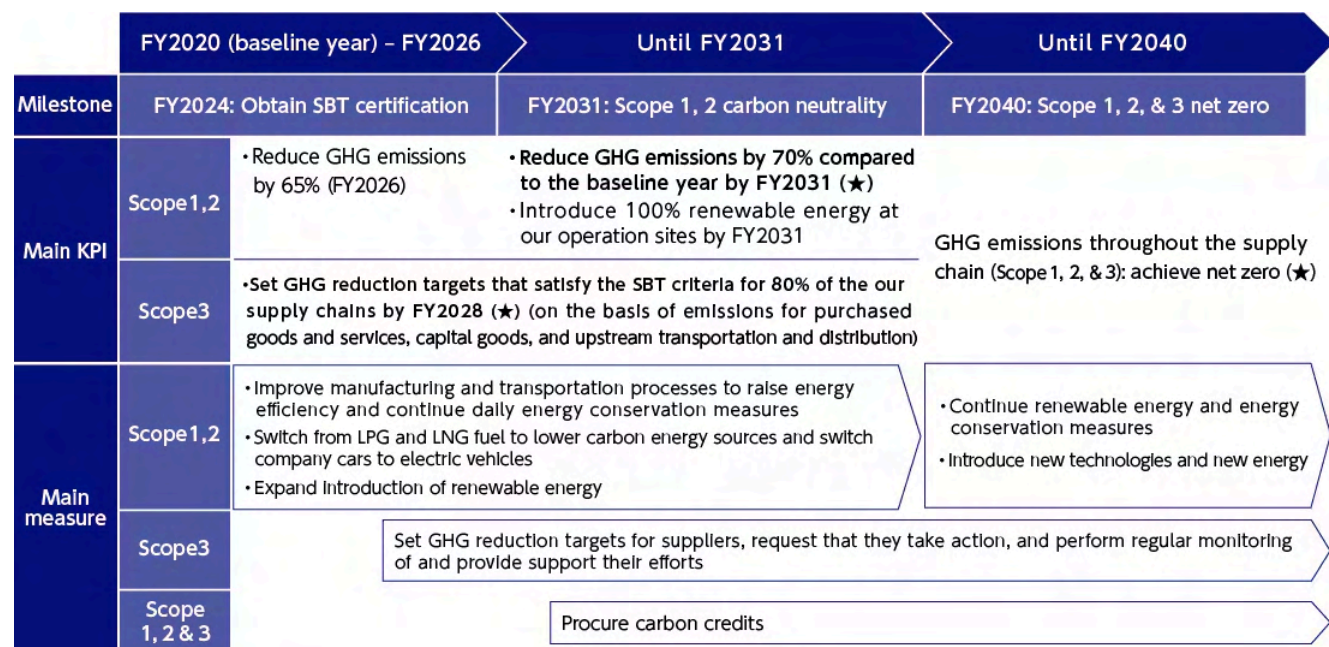 FY2020 (baseline year) – FY2026
Until FY2031
Until FY2040
Milestone
FY2024: Obtain SBT certification
FY2031: Scope 1, 2 carbon neutrality
FY2040: Scope 1, 2, & 3 net zero
Main KPI
Scope1,2
・Reduce GHG emissions
by 65% (FY2026)
・Reduce GHG emissions by 70% compared
to the baseline year by FY2031 (★)
・Introduce 100% renewable energy at
our operation sites by FY2031
GHG emissions throughout the supply
chain (Scope 1, 2, & 3): achieve net zero (★)
Scope3
・Set GHG reduction targets that satisfy the SBT criteria for 80% of the our
supply chains by FY2028 (★) (on the basis of emissions for purchased
goods and services, capital goods, and upstream transportation and distribution)
Main
measure
Scope1,2
・Improve manufacturing and transportation processes to raise energy
efficiency and continue daily energy conservation measures
・Switch from LPG and LNG fuel to lower carbon energy sources and switch
company cars to electric vehicles
・Expand introduction of renewable energy
・Continue renewable energy and energy
conservation measures
・Introduce new technologies and new energy
Scope3
Set GHG reduction targets for suppliers, request that they take action, and perform regular monitoring
of and provide support their efforts
Scope
1, 2 & 3
Procure carbon credits